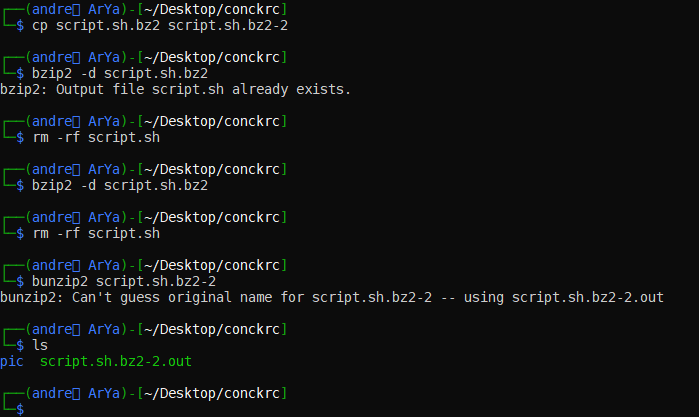 ┌──(andre▯ ArYa)-[~/Desktop/conckrc]
└─$ cp script.sh.bz2 script.sh.bz2-2
┌──(andre▯ ArYa)-[~/Desktop/conckrc]
└─$ bzip2 -d script.sh.bz2
bzip2: Output file script.sh already exists.
┌──(andre▯ ArYa)-[~/Desktop/conckrc]
└─$ rm -rf script.sh
┌──(andre▯ ArYa)-[~/Desktop/conckrc]
└─$ bzip2 -d script.sh.bz2
┌──(andre▯ ArYa)-[~/Desktop/conckrc]
└─$ rm -rf script.sh
┌──(andre▯ ArYa)-[~/Desktop/conckrc]
└─$ bunzip2 script.sh.bz2-2
bunzip2: Can't guess original name for script.sh.bz2-2 -- using script.sh.bz2-2.out
┌──(andre▯ ArYa)-[~/Desktop/conckrc]
└─$ ls
pic  script.sh.bz2-2.out
┌──(andre▯ ArYa)-[~/Desktop/conckrc]
└─$